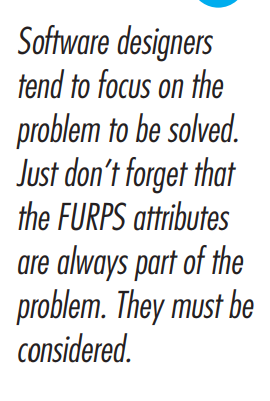 Software designers
tend to focus on the
problem to be solved.
Just don't forget that
the FURPS attributes
are always part of the
problem. They must be
considered.